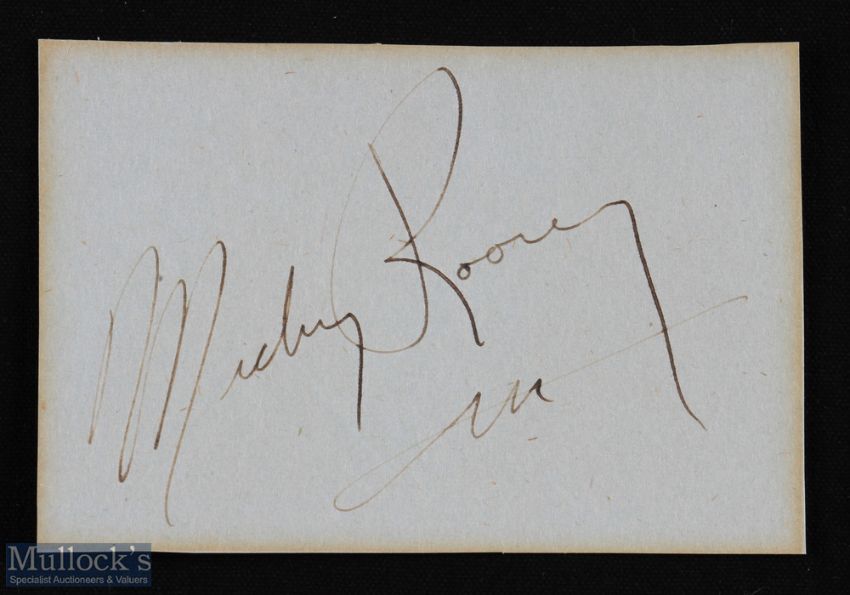 Mickey Rooney
Mullock's
Specialist Auctioneers & Valuers